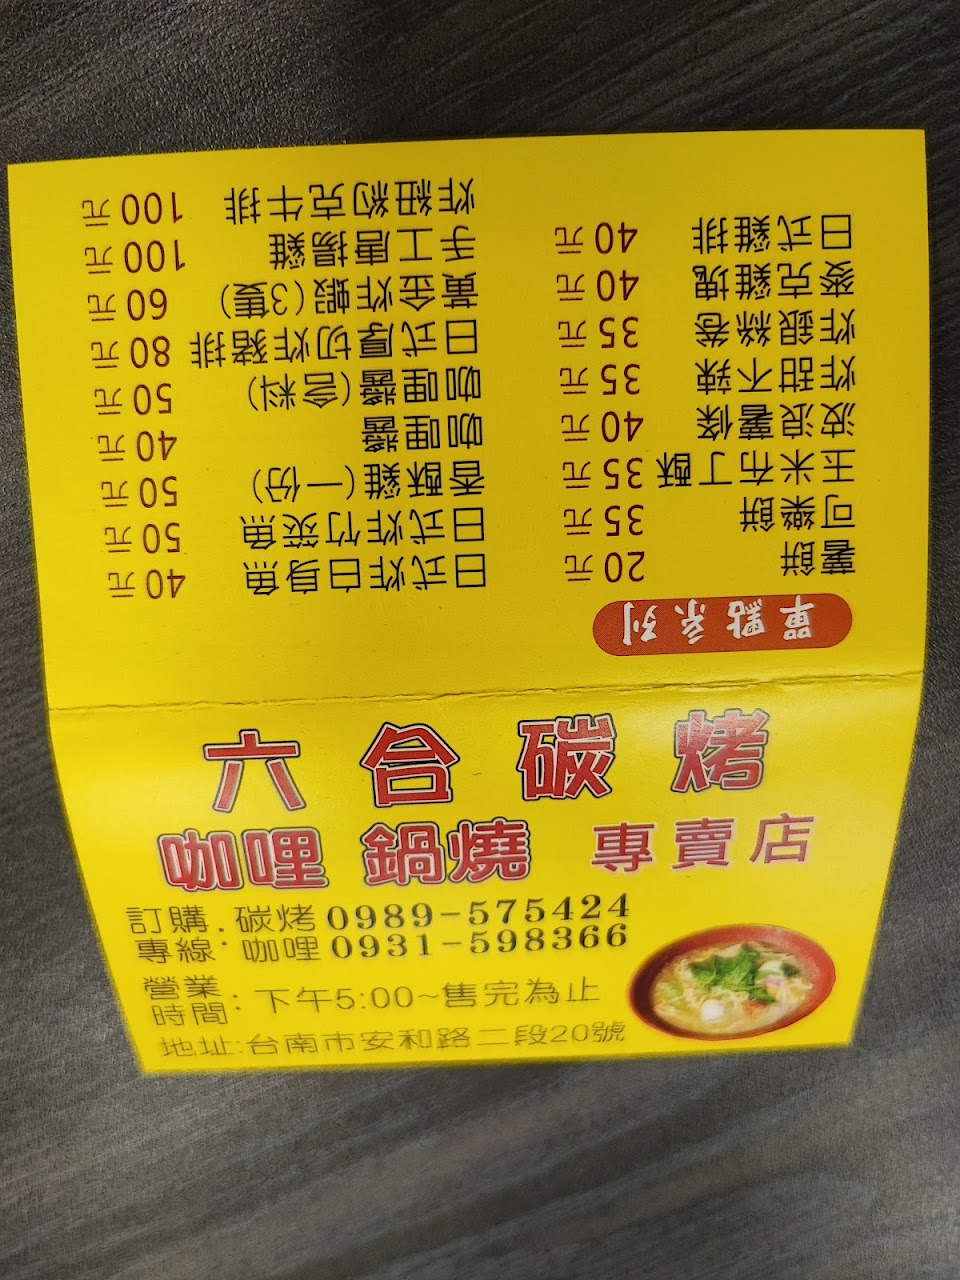 六合碳烤
咖哩 鍋燒 專賣店
訂購專線: 碳烤 0989-575424
咖哩 0931-598366
營業時間: 下午5:00~售完為止
地址:台南市安和路二段20號
單點系列
薯餅 20元
可樂餅 35元
玉米布丁酥 35元
波浪薯條 40元
炸甜不辣 35元
炸銀絲卷 35元
麥克雞塊 40元
日式雞排 40元
日式炸白身魚 40元
日式炸竹筴魚 50元
香酥雞(一份) 50元
咖哩醬 40元
咖哩醬(含料) 50元
日式厚切炸豬排 80元
黃金炸蝦(3隻) 60元
手工唐揚雞 100元
炸紐約克牛排 100元